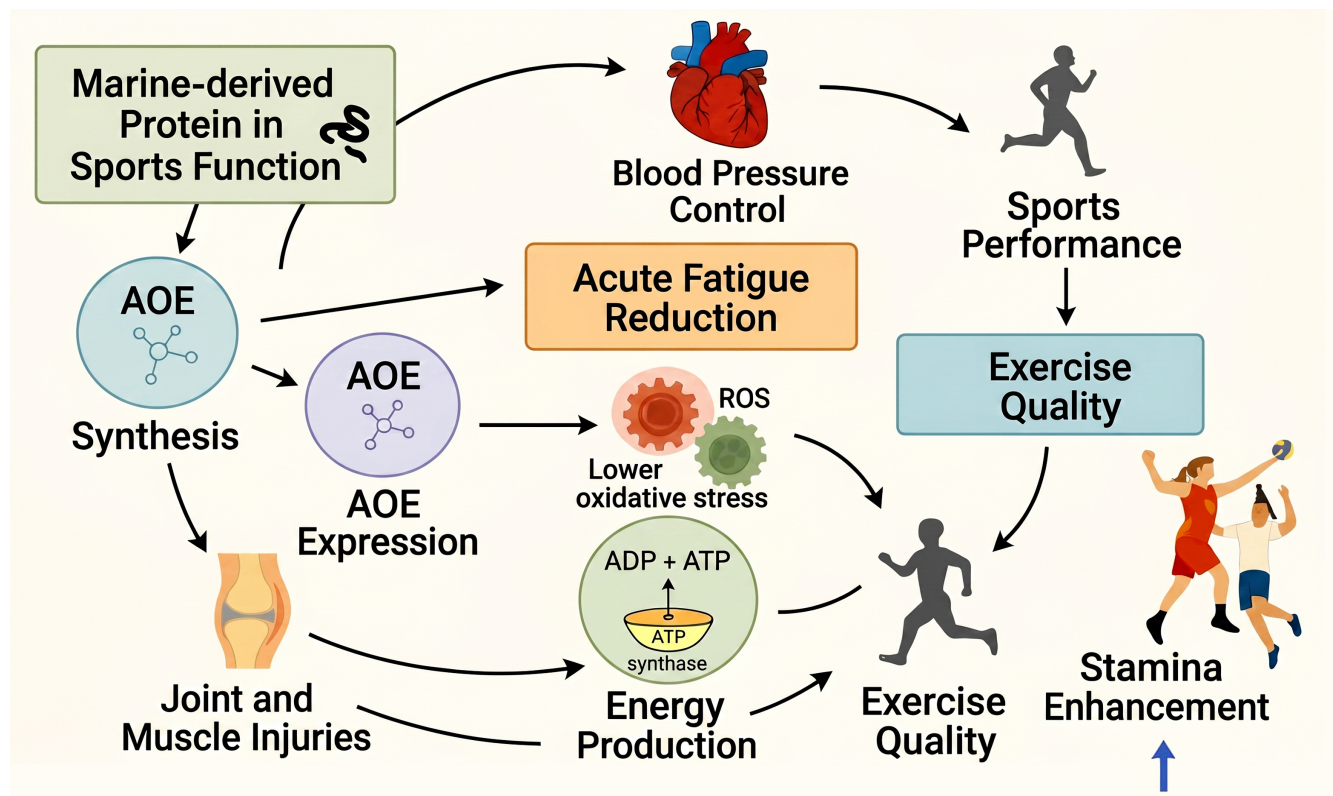 Marine-derived
Protein in
Sports Function
Blood Pressure
Control
Sports
Performance
AOE
Synthesis
Acute Fatigue
Reduction
AOE
AOE
Expression
ROS
Lower
oxidative stress
Exercise
Quality
Joint and
Muscle Injuries
ADP + ATP
ATP
synthase
Energy
Production
Exercise
Quality
Stamina
Enhancement